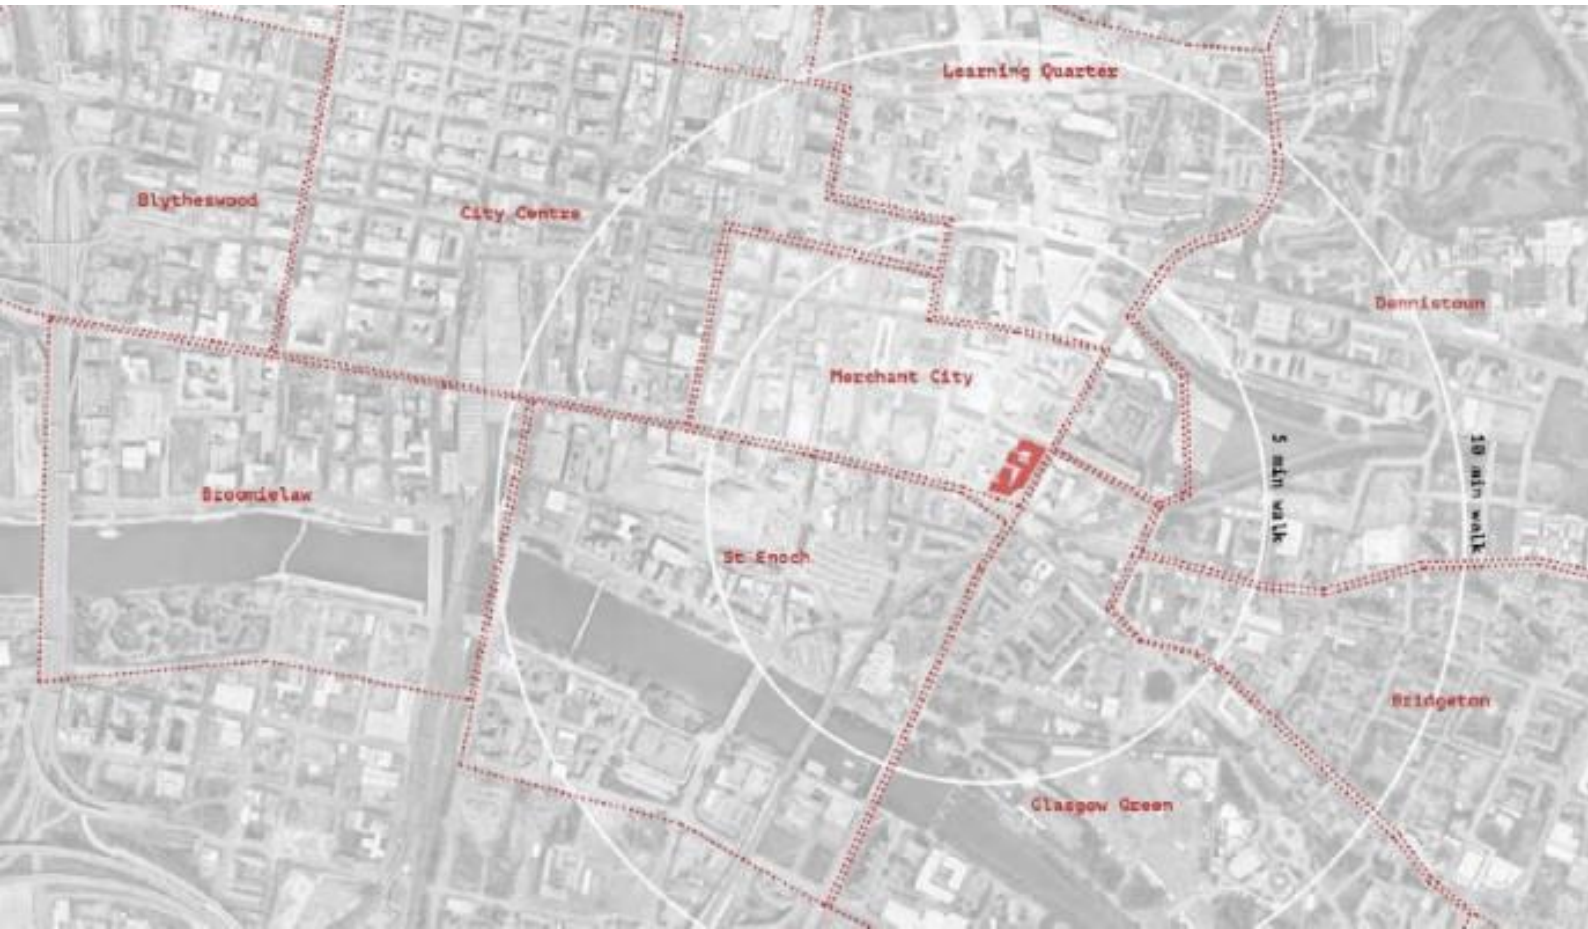 Learning Quarter
Blytheswood
City Centre
Dennistoun
Merchant City
5 min walk
10 min walk
Broomielaw
St Enoch
Bridgeton
Glasgow Green